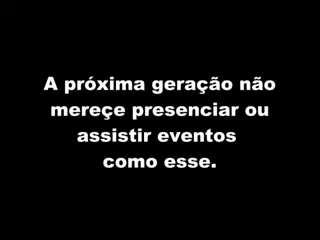 A próxima geração não
mereçe presenciar ou
assistir eventos
como esse.